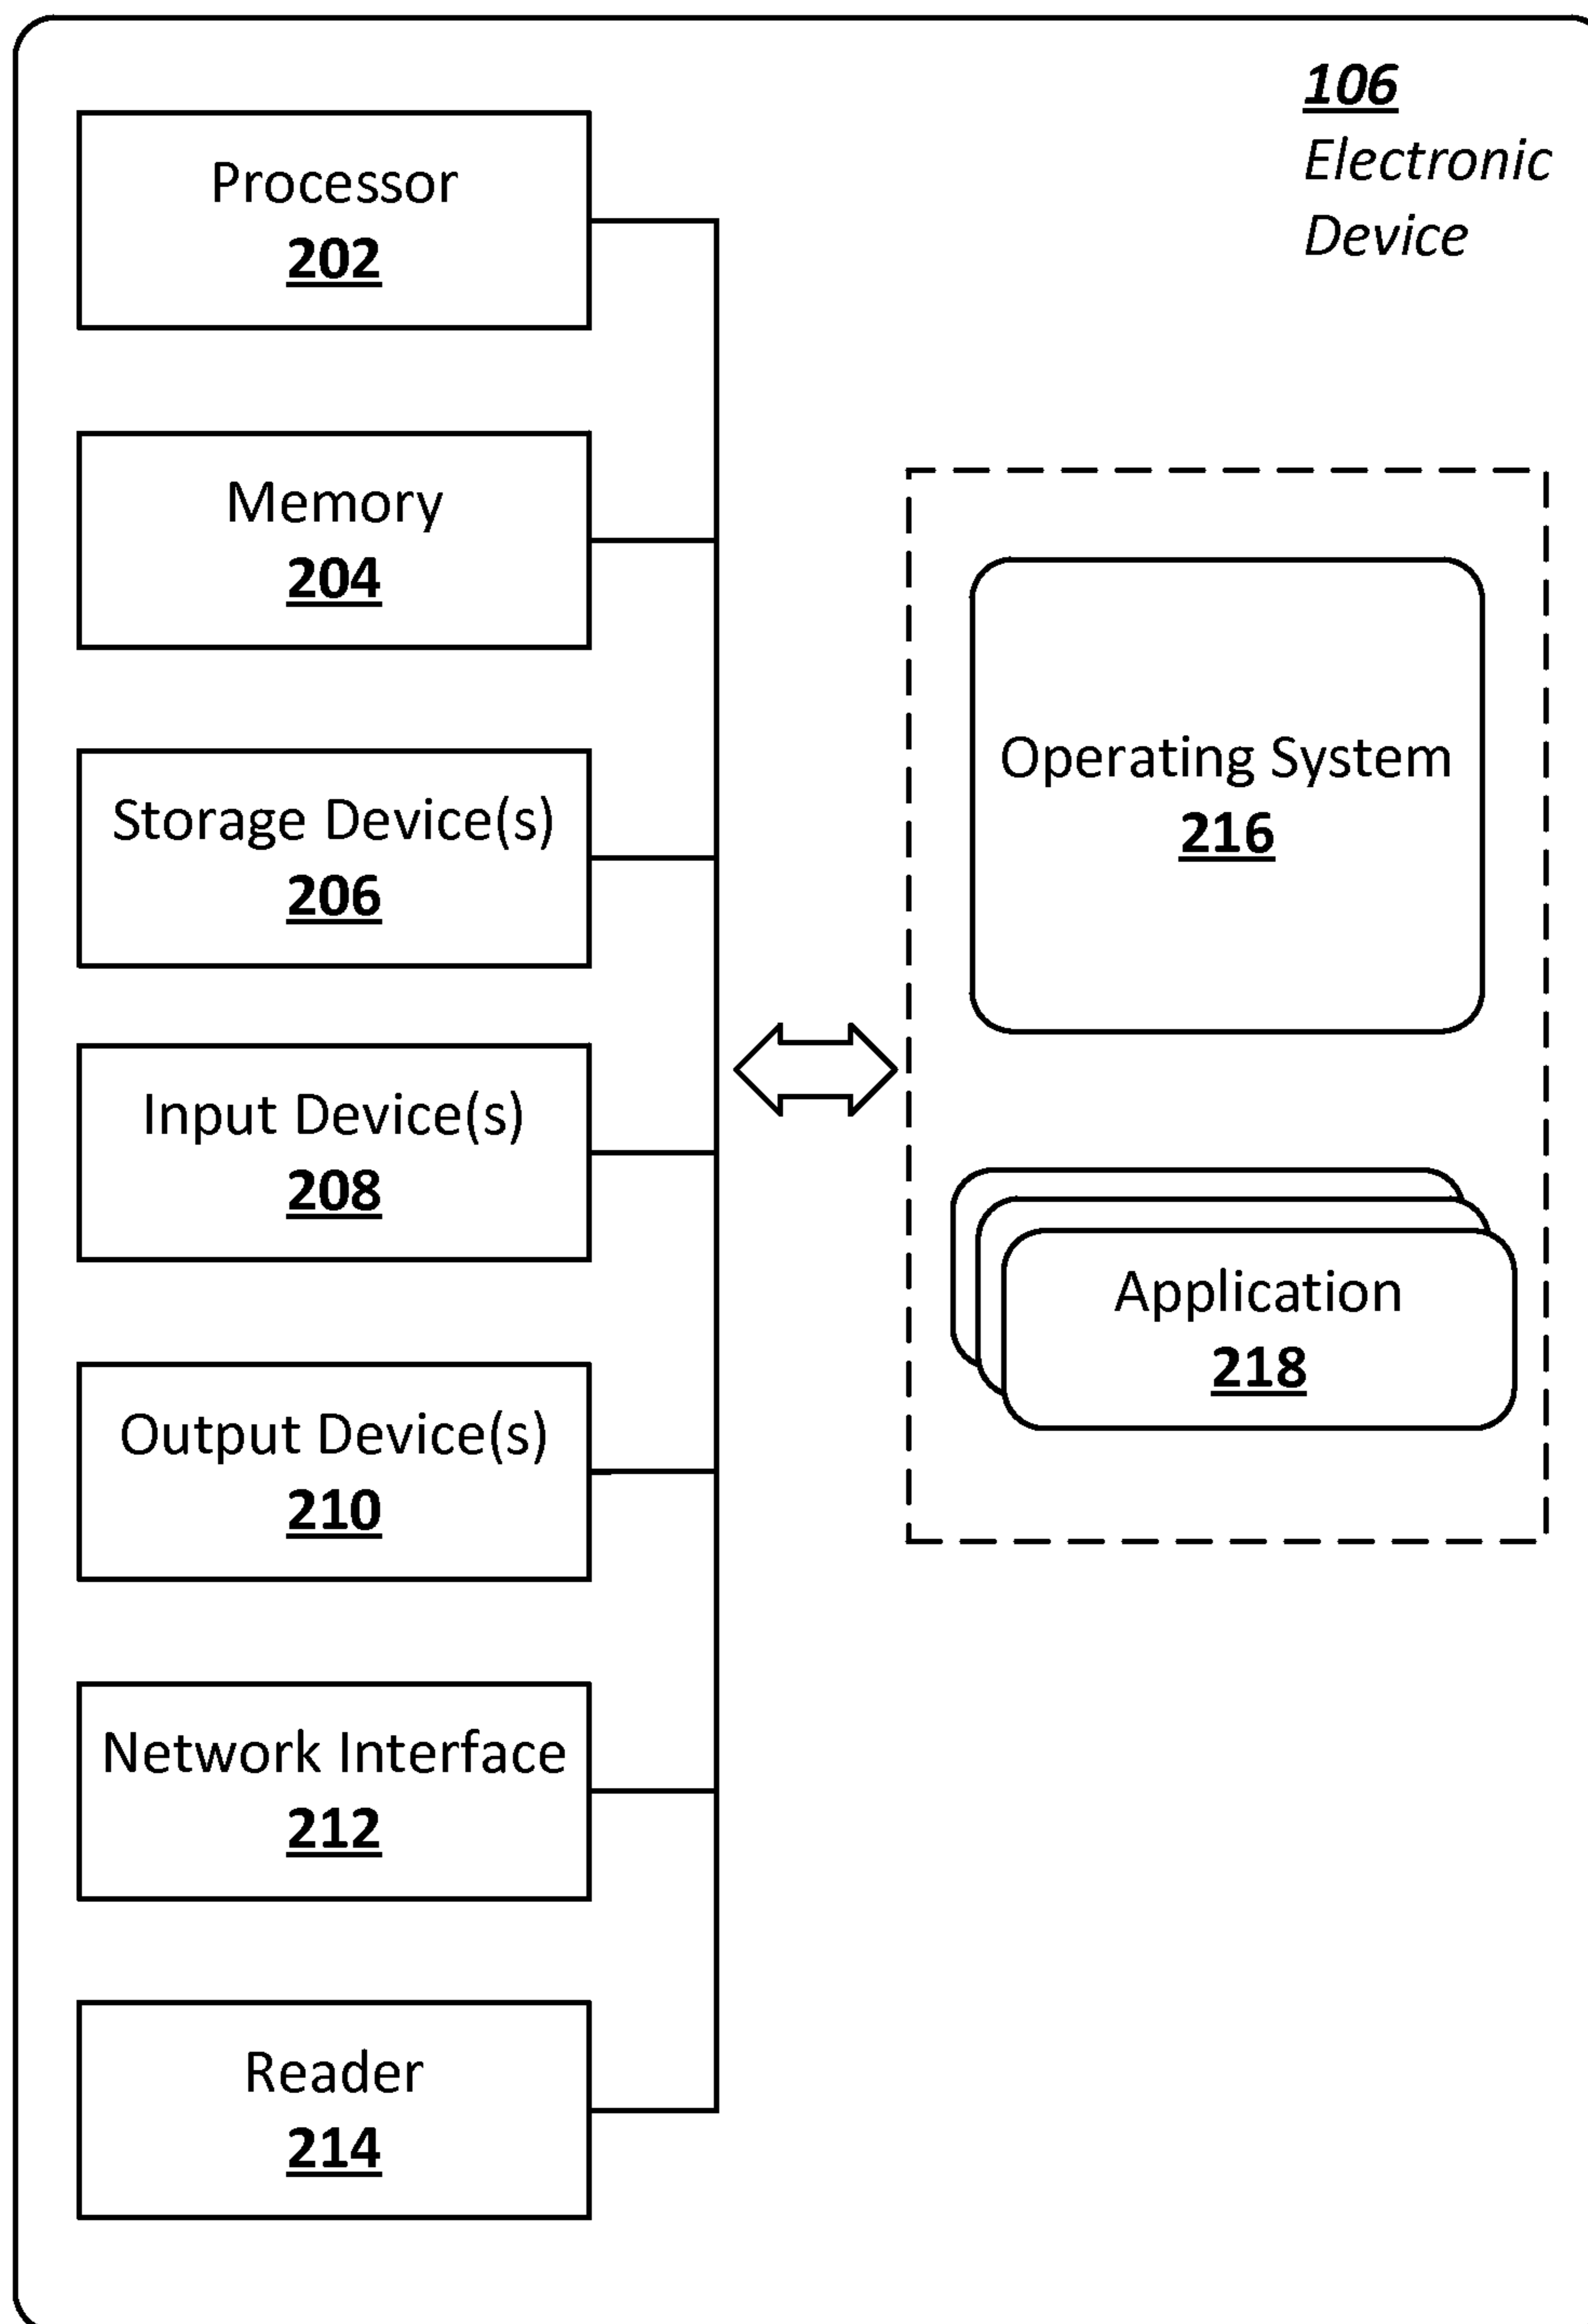 106
Electronic
Device
Processor
202
Memory
204
Storage Device(s)
206
Input Device(s)
208
Output Device(s)
210
Network Interface
212
Reader
214
Operating System
216
Application
218